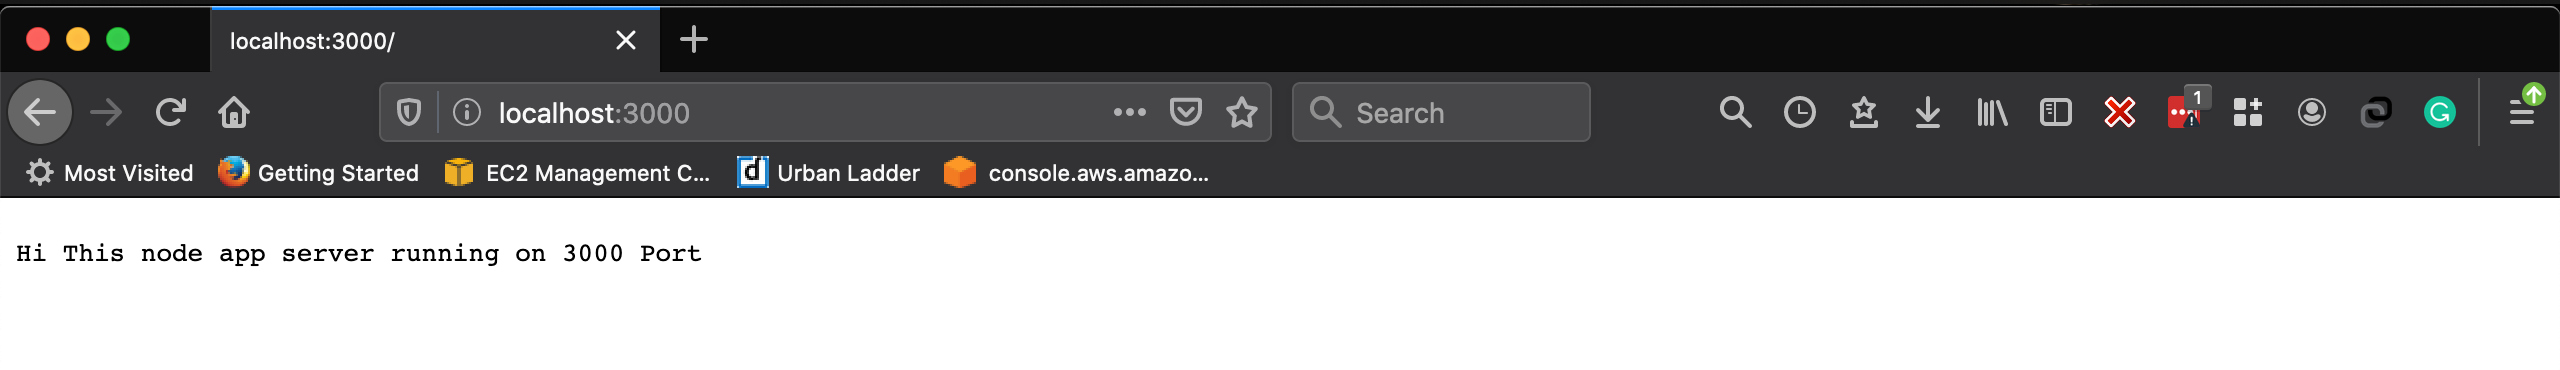 localhost:3000/
localhost:3000
Search
1
Most Visited
Getting Started
EC2 Management C...
Urban Ladder
console.aws.amazo...
Hi This node app server running on 3000 Port